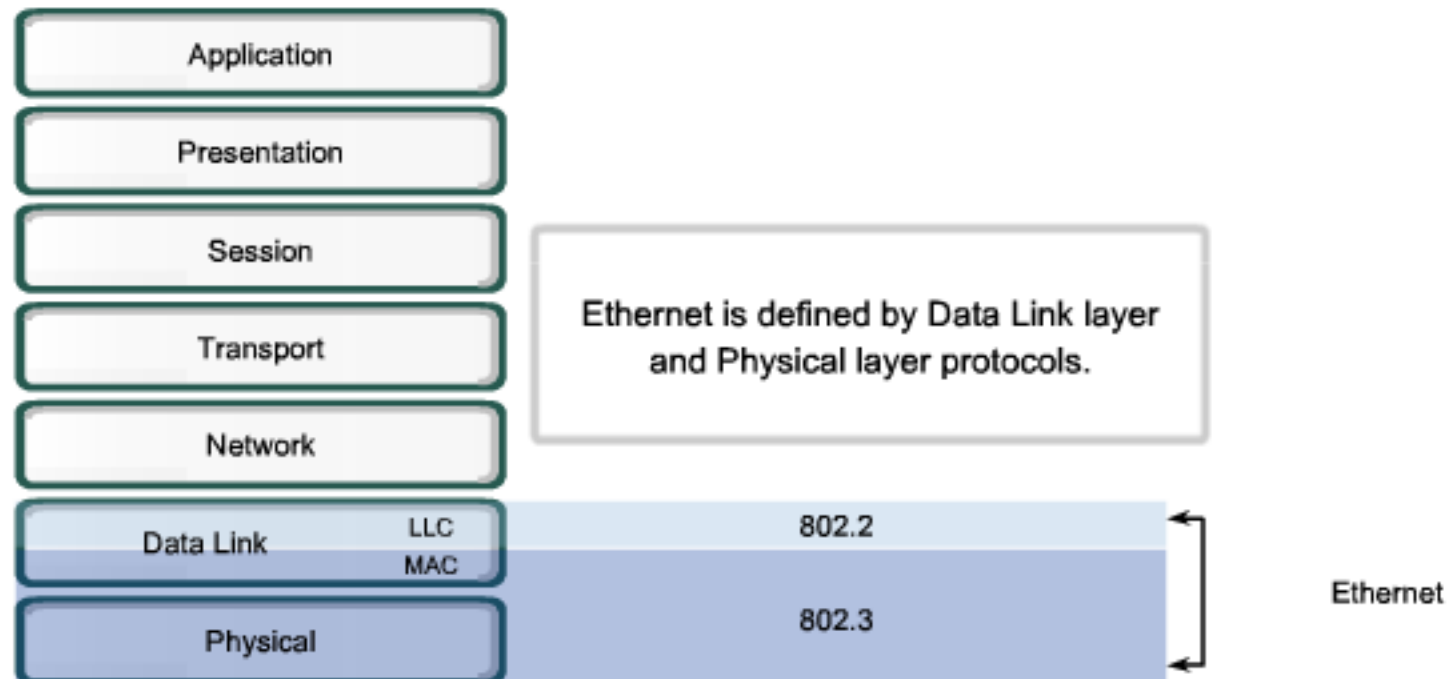 Application
Presentation
Session
Transport
Network
Data Link
LLC
MAC
Physical
Ethernet is defined by Data Link layer
and Physical layer protocols.
802.2
802.3
Ethernet